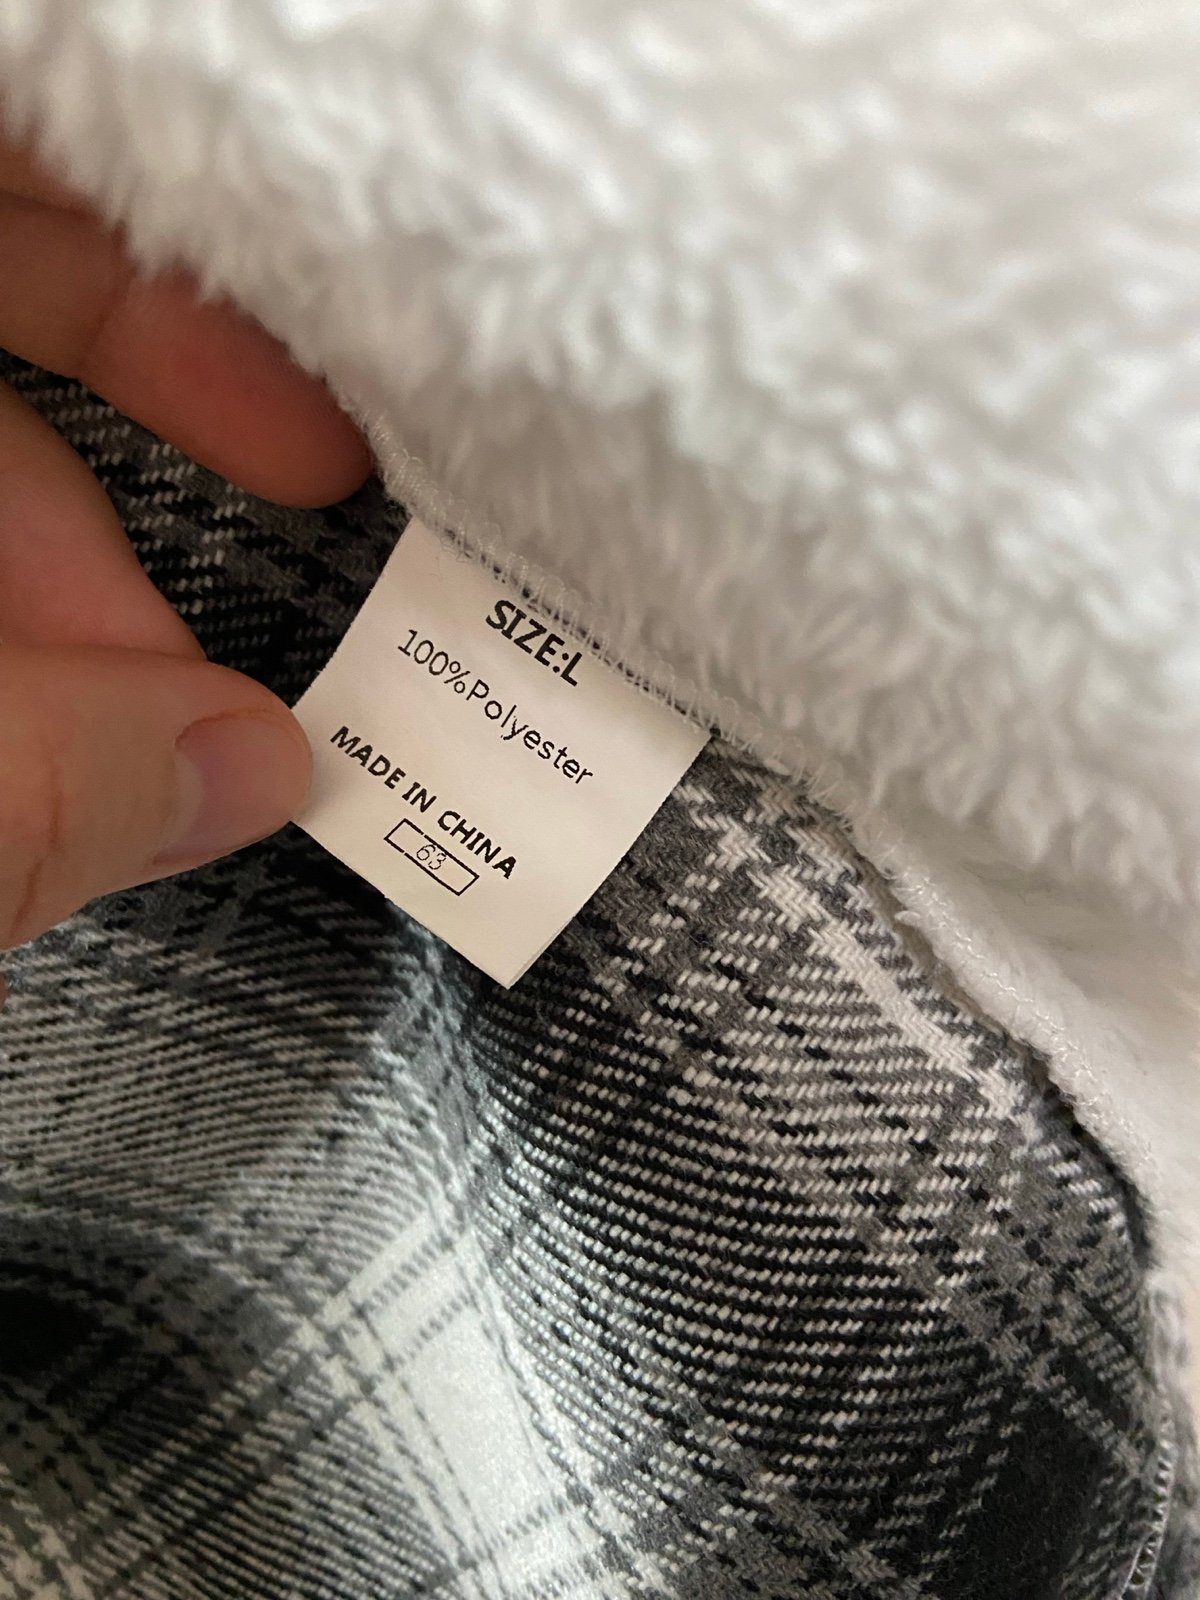 SIZE:L
100%Polyester
MADE IN CHINA
63